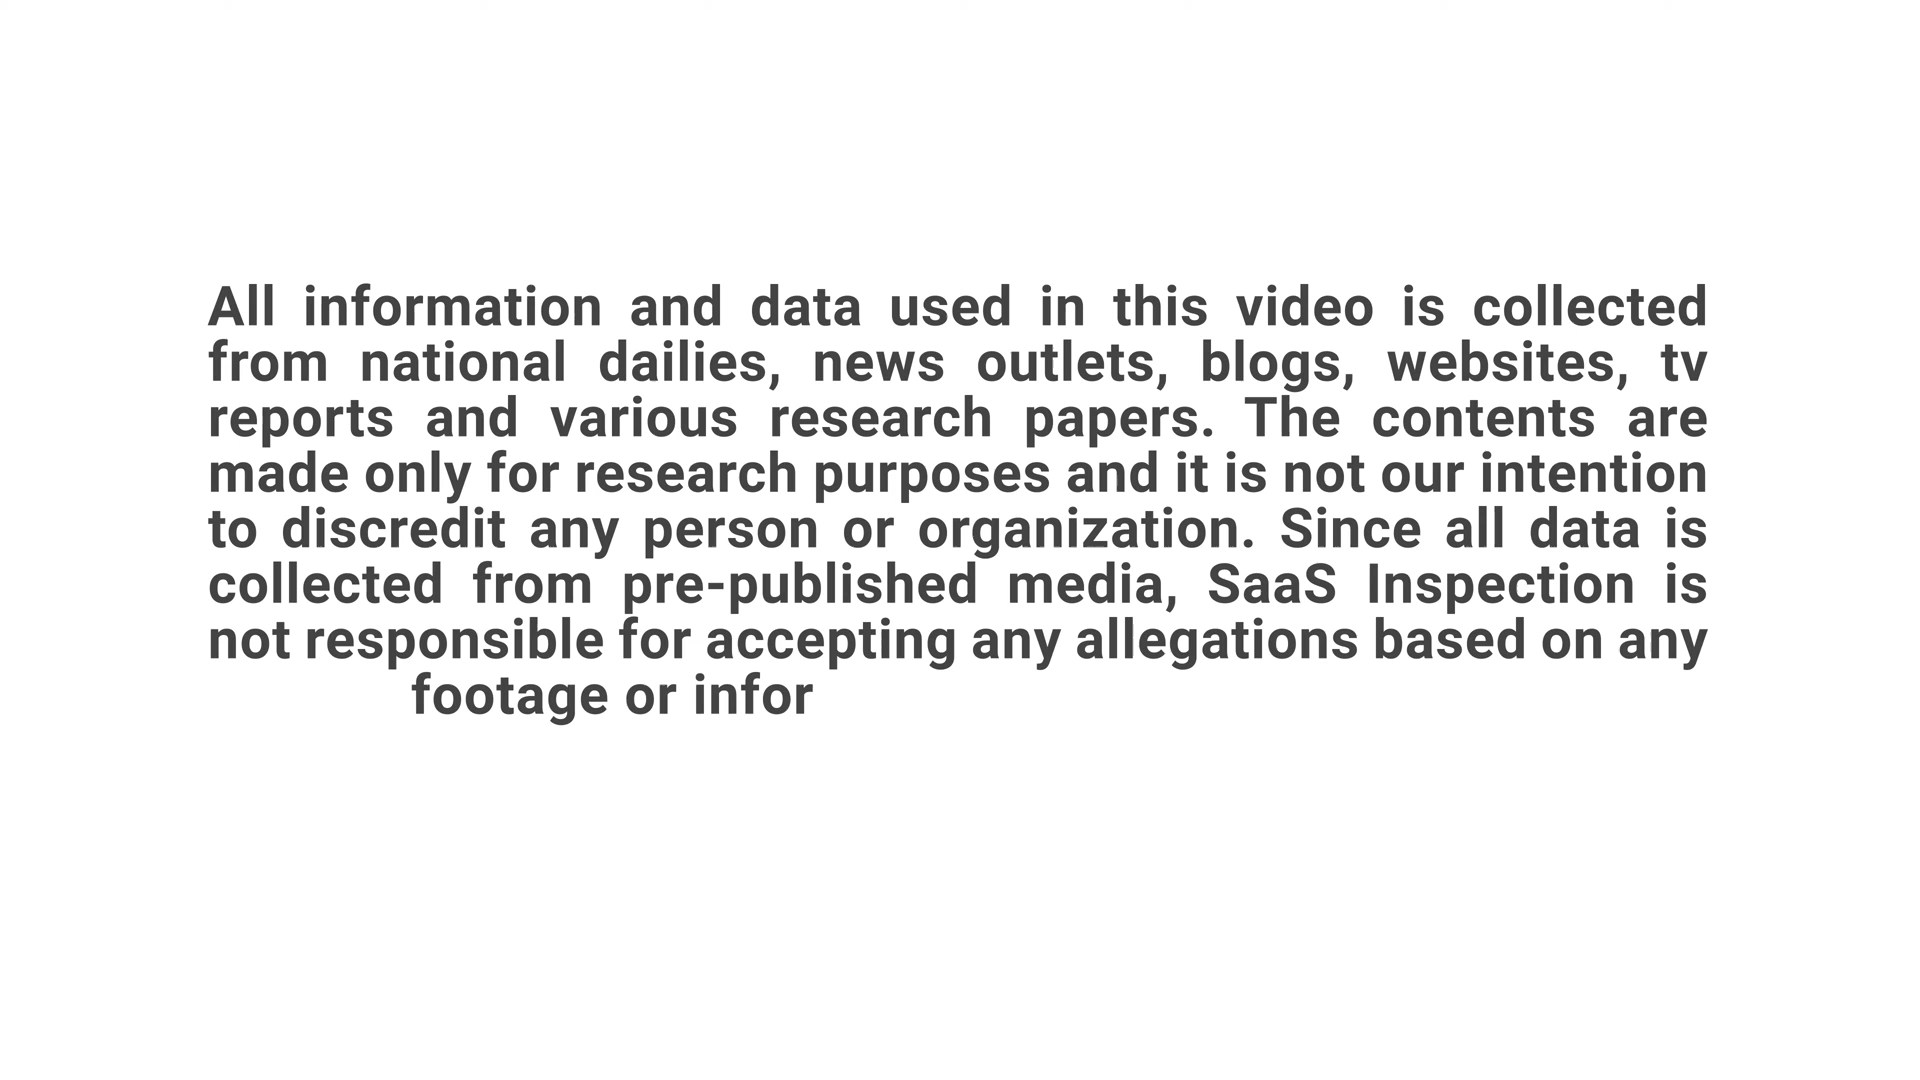 All information and data used in this video is collected
from national dailies, news outlets, blogs, websites, tv
reports and various research papers. The contents are
made only for research purposes and it is not our intention
to discredit any person or organization. Since all data is
collected from pre-published media, SaaS Inspection is
not responsible for accepting any allegations based on any
footage or infor